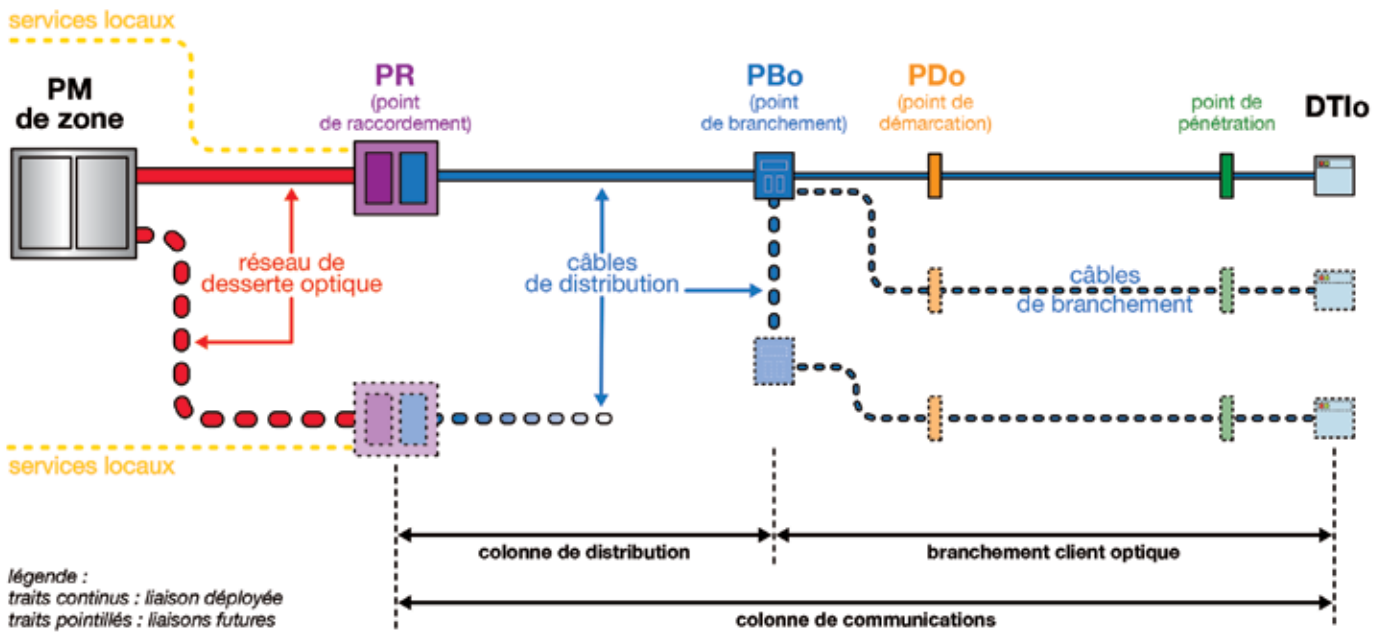 services locaux
PM
de zone
PR
(point
de raccordement)
PBo
(point
de branchement)
PDo
(point de
démarcation)
point de
pénétration
DTIo
réseau de
desserte optique
câbles
de distribution
câbles
de branchement
services locaux
colonne de distribution
branchement client optique
légende :
traits continus : liaison déployée
traits pointillés : liaisons futures
colonne de communications